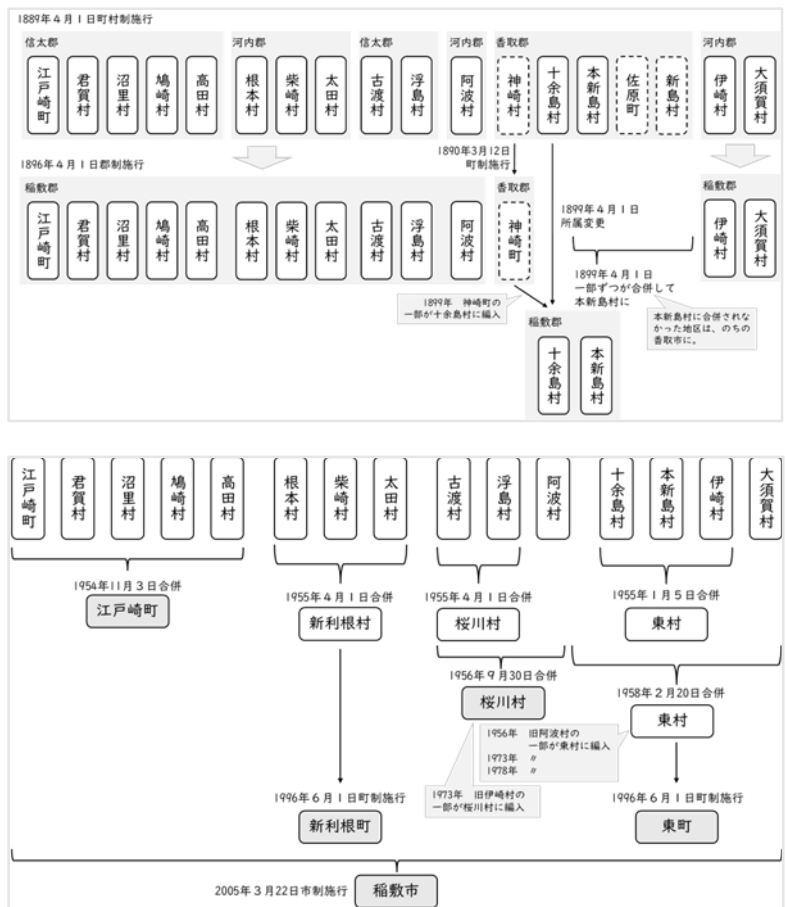 1889年4月1日町村制施行
信太郡
河内郡
信太郡
河内郡
香取郡
河内郡
江戸崎町
君賀村
沼里村
鳩崎村
高田村
根本村
柴崎村
太田村
古渡村
浮島村
阿波村
神崎村
十余島村
本新島村
佐原町
新島村
伊崎村
大須賀村
1896年4月1日郡制施行
1890年3月12日
町制施行
稲敷郡
香取郡
稲敷郡
江戸崎町
君賀村
沼里村
鳩崎村
高田村
根本村
柴崎村
太田村
古渡村
浮島村
阿波村
神崎町
伊崎村
大須賀村
1899年4月1日
所属変更
1899年4月1日
一部ずつが合併して
本新島村に
1899年 神崎町の
一部が十余島村に編入
本新島村に合併されな
かった地区は、のちの
香取市に。
稲敷郡
十余島村
本新島村
江戸崎町
君賀村
沼里村
鳩崎村
高田村
根本村
柴崎村
太田村
古渡村
浮島村
阿波村
十余島村
本新島村
伊崎村
大須賀村
1954年11月3日合併
江戸崎町
1955年4月1日合併
新利根村
1955年4月1日合併
桜川村
1955年1月5日合併
東村
1956年9月30日合併
桜川村
1958年2月20日合併
東村
1956年 旧阿波村の
一部が東村に編入
1973年 〃
1978年 〃
1973年 旧伊崎村の
一部が桜川村に編入
1996年6月1日町制施行
新利根町
1996年6月1日町制施行
東町
2005年3月22日市制施行
稲敷市